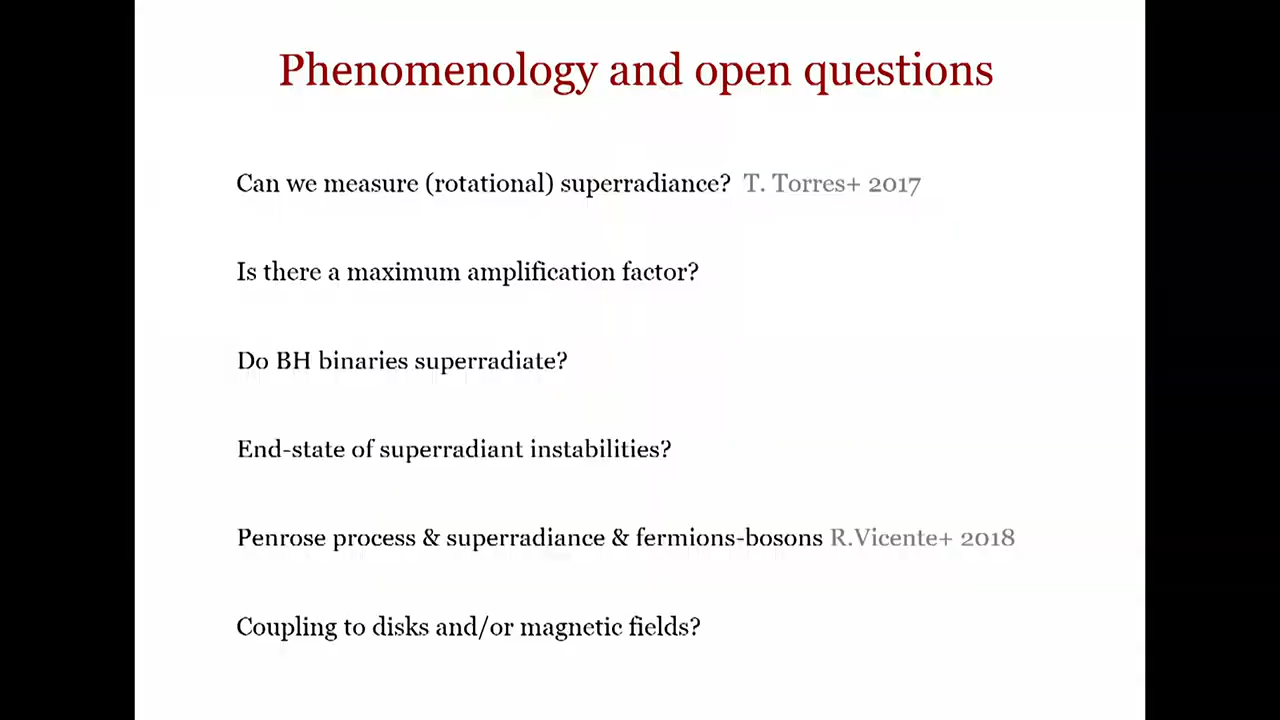 Phenomenology and open questions
Can we measure (rotational) superradiance? T. Torres+ 2017
Is there a maximum amplification factor?
Do BH binaries superradiate?
End-state of superradiant instabilities?
Penrose process & superradiance & fermions-bosons R.Vicente+ 2018
Coupling to disks and/or magnetic fields?